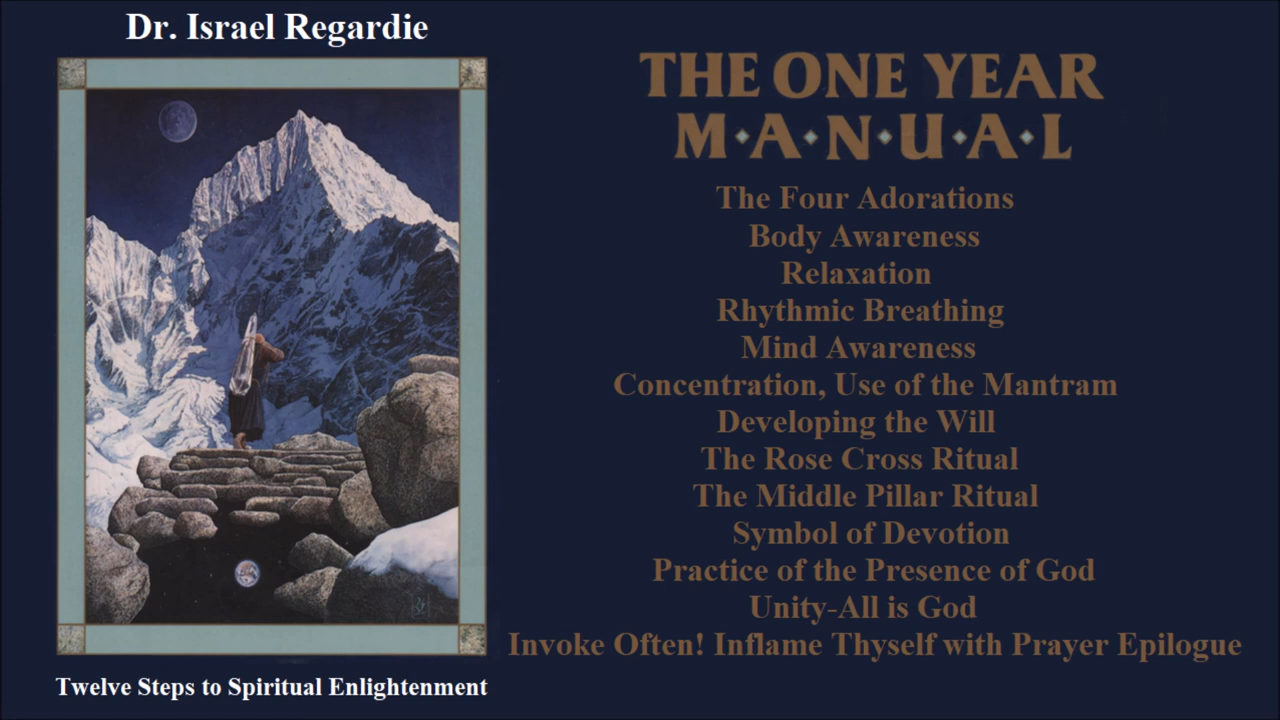 Dr. Israel Regardie
THE ONE YEAR
M·A·N·U·A·L
The Four Adorations
Body Awareness
Relaxation
Rhythmic Breathing
Mind Awareness
Concentration, Use of the Mantram
Developing the Will
The Rose Cross Ritual
The Middle Pillar Ritual
Symbol of Devotion
Practice of the Presence of God
Unity-All is God
Invoke Often! Inflame Thyself with Prayer Epilogue
Twelve Steps to Spiritual Enlightenment